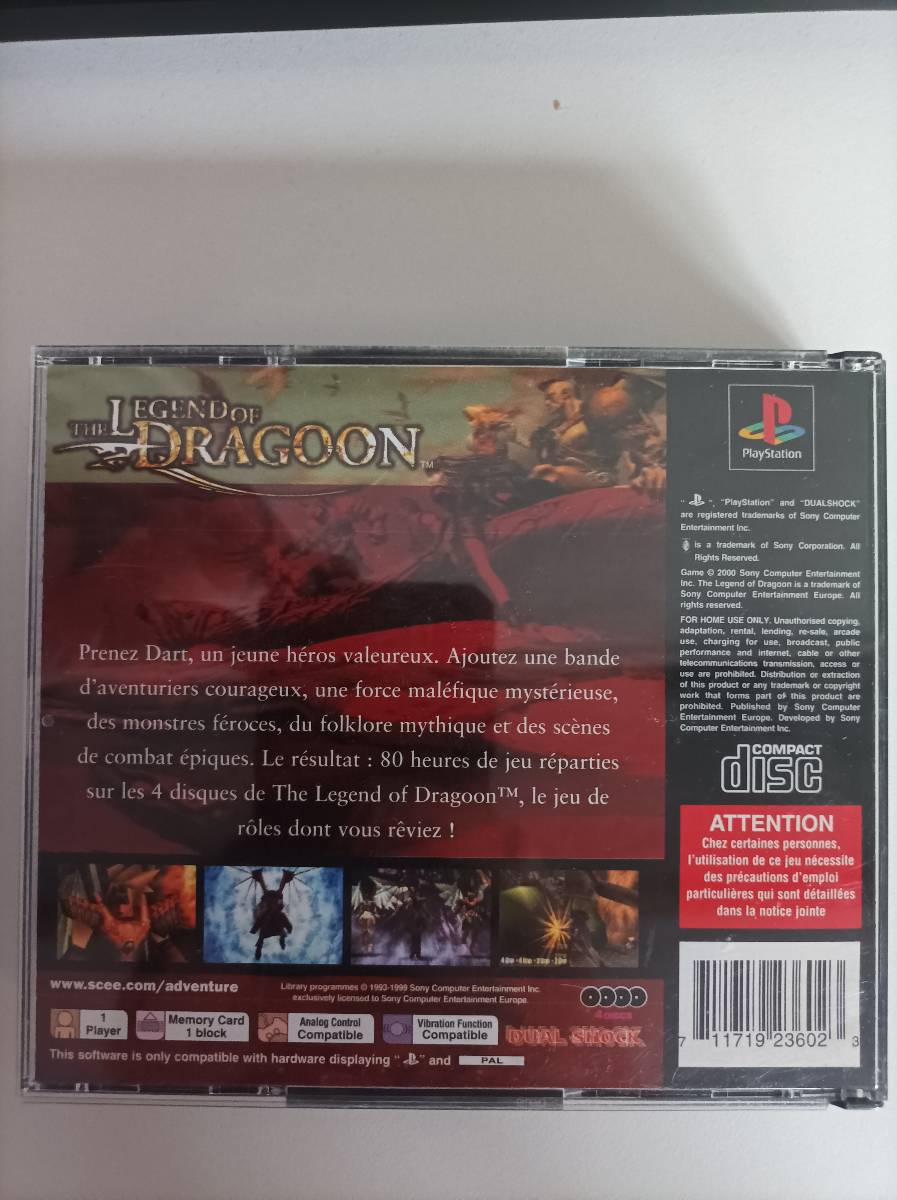 THE LEGEND OF
DRAGOON™
Prenez Dart, un jeune héros valeureux. Ajoutez une bande
d'aventuriers courageux, une force maléfique mystérieuse,
des monstres féroces, du folklore mythique et des scènes
de combat épiques. Le résultat : 80 heures de jeu réparties
sur les 4 disques de The Legend of Dragoon™, le jeu de
rôles dont vous rêviez !
www.scee.com/adventure
Library programmes © 1993-1999 Sony Computer Entertainment Inc.
exclusively licensed to Sony Computer Entertainment Europe.
4 DISCS
1
Player
Memory Card
1 block
Analog Control
Compatible
Vibration Function
Compatible
DUAL SHOCK
This software is only compatible with hardware displaying " " and PAL
PlayStation
" ", "PlayStation" and "DUALSHOCK"
are registered trademarks of Sony Computer
Entertainment Inc.
is a trademark of Sony Corporation. All
Rights Reserved.
Game © 2000 Sony Computer Entertainment
Inc. The Legend of Dragoon is a trademark of
Sony Computer Entertainment Europe. All
rights reserved.
FOR HOME USE ONLY. Unauthorised copying,
adaptation, rental, lending, re-sale, arcade
use, charging for use, broadcast, public
performance and internet, cable or other
telecommunications transmission, access or
use are prohibited. Distribution or extraction
of this product or any trademark or copyright
work that forms part of this product are
prohibited. Published by Sony Computer
Entertainment Europe. Developed by Sony
Computer Entertainment Inc.
COMPACT
disc
ATTENTION
Chez certaines personnes,
l'utilisation de ce jeu nécessite
des précautions d'emploi
particulières qui sont détaillées
dans la notice jointe
7 11719 23602 3